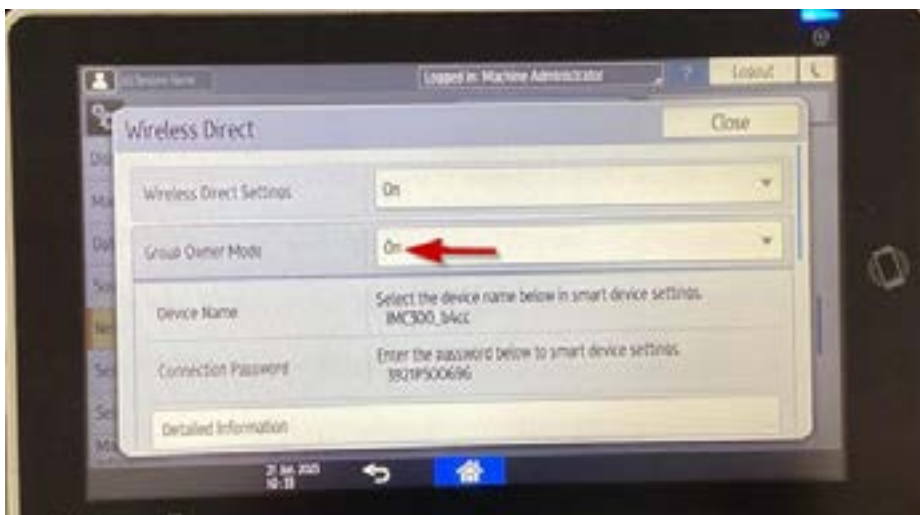 Logged in: Machine Administrator
?
Logout
Wireless Direct
Close
Wireless Direct Settings
On
Group Owner Mode
On
Device Name
Select the device name below in smart device settings.
IMC300_b4cc
Connection Password
Enter the password below to smart device settings.
3921P500696
Detailed Information